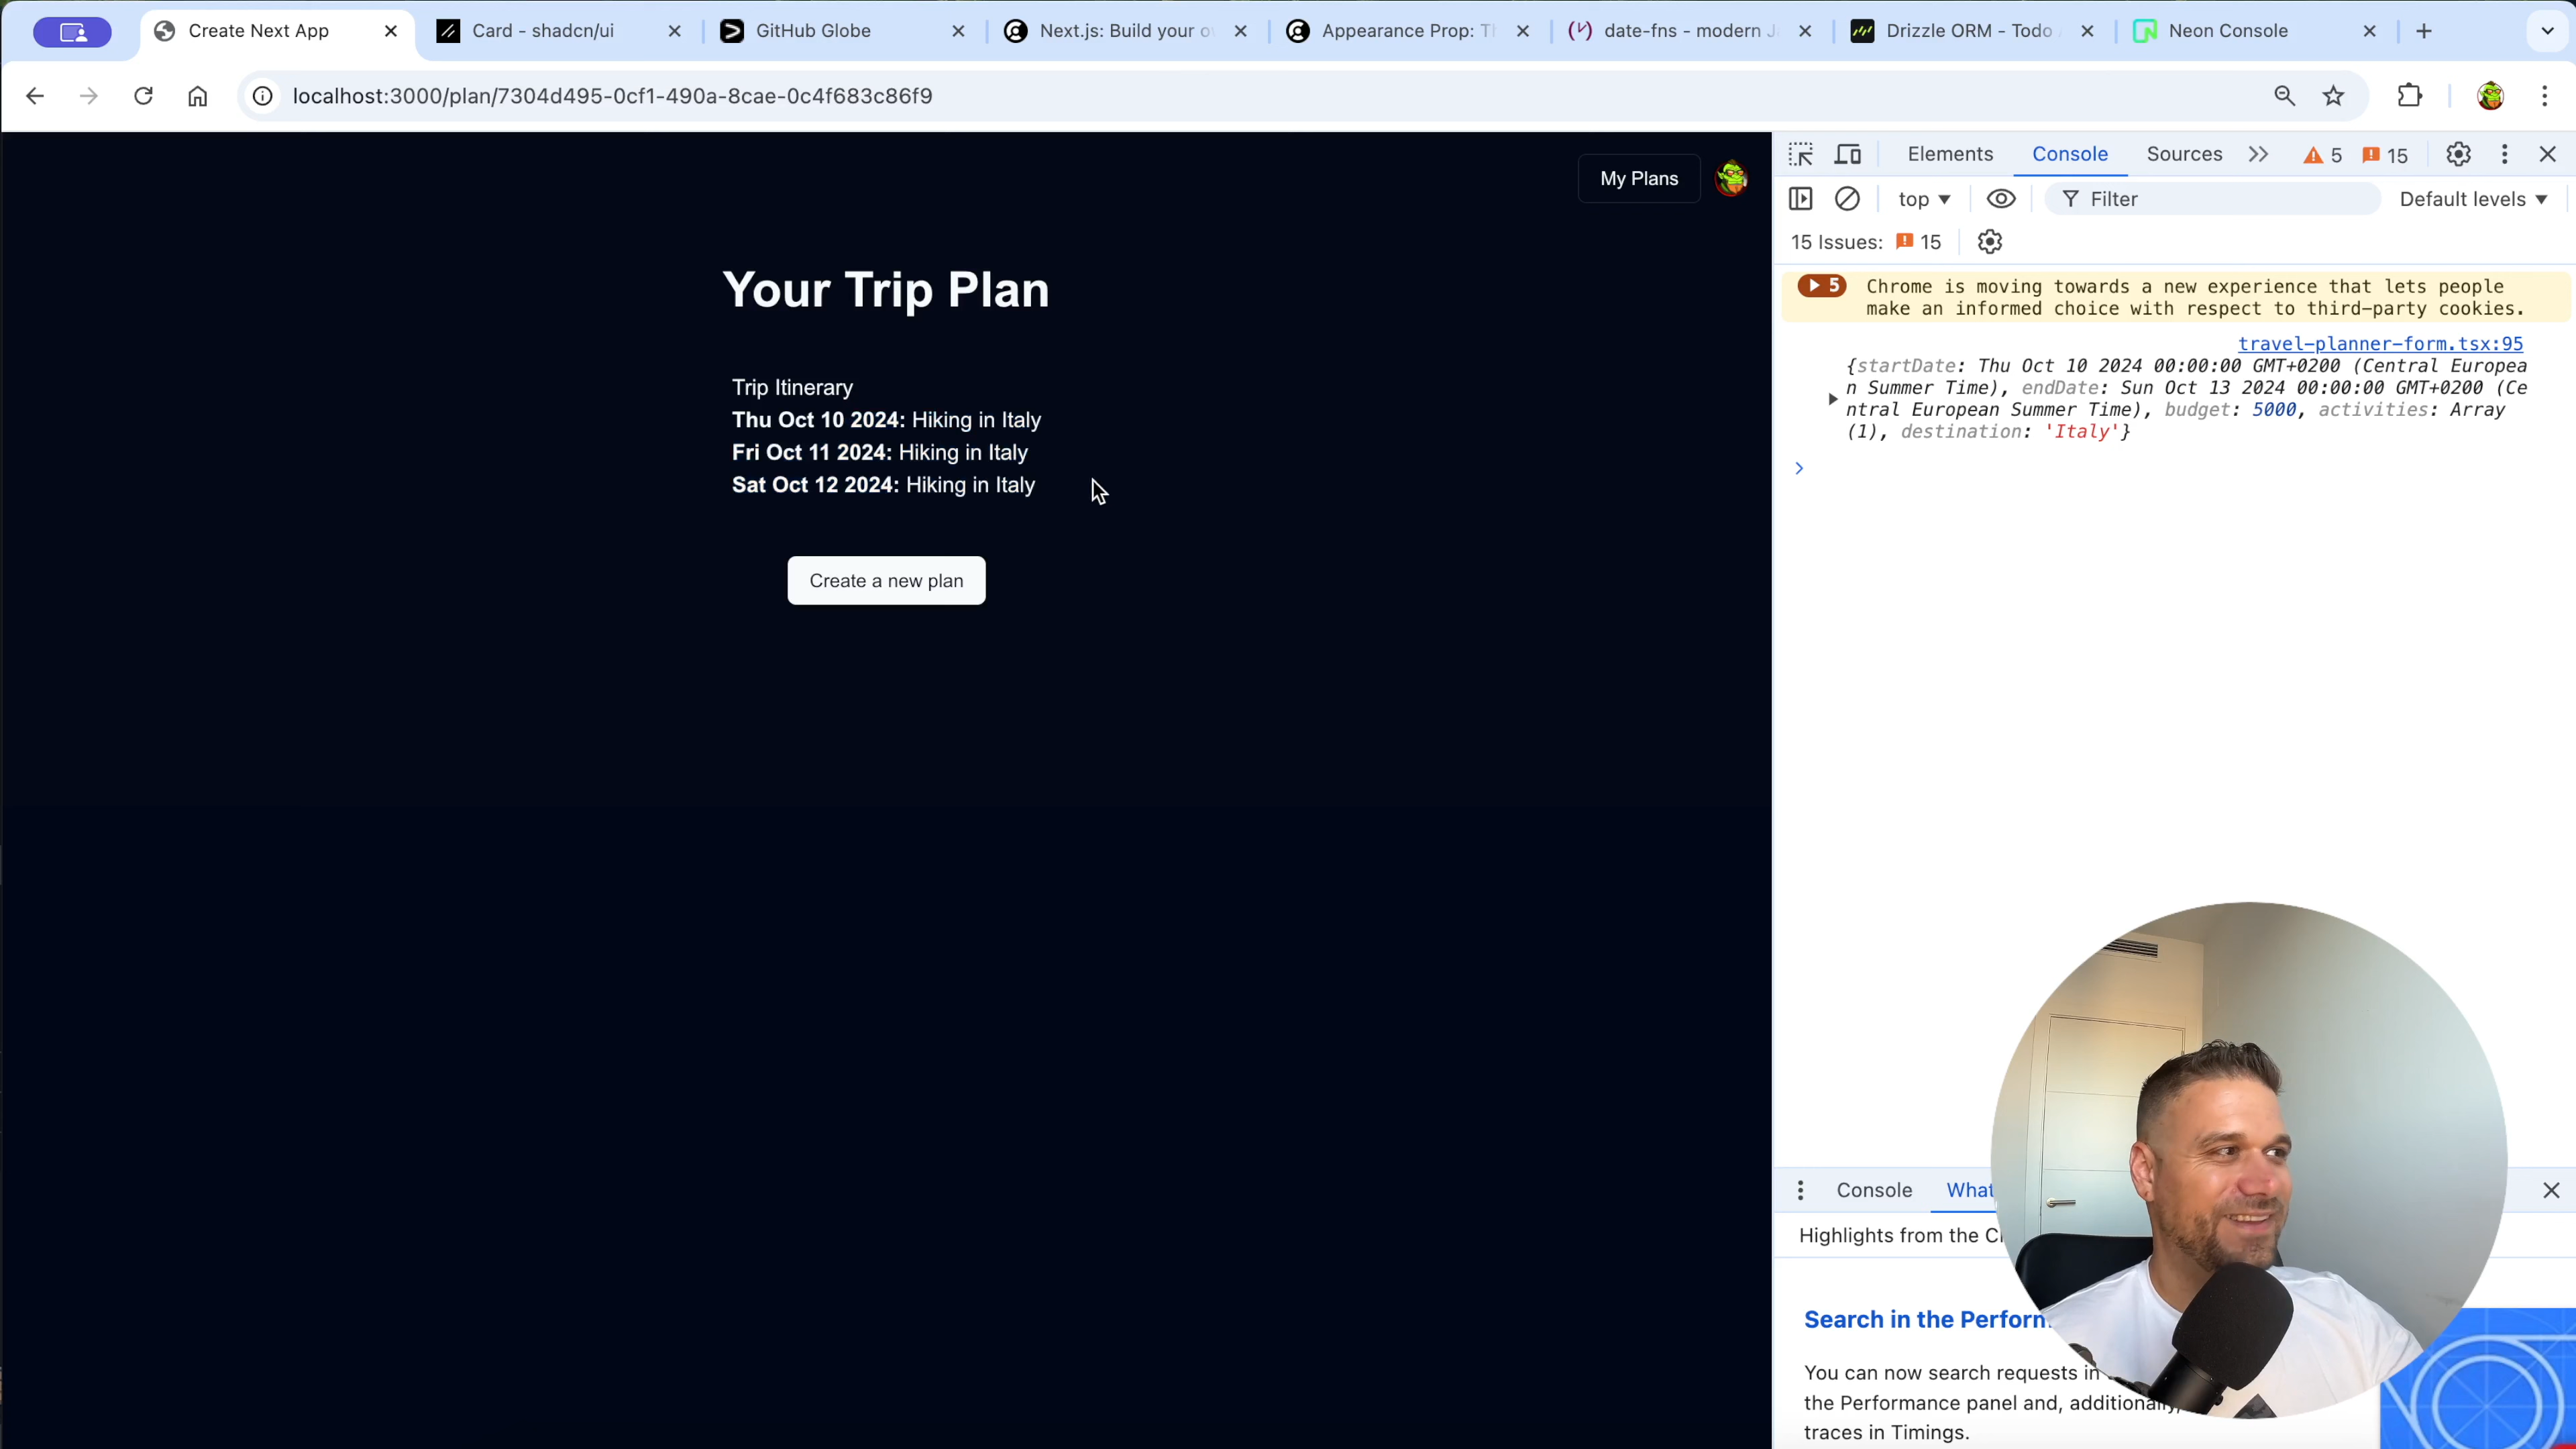 Create Next App
Card - shadcn/ui
GitHub Globe
Next.js: Build your o
Appearance Prop: T
date-fns - modern J
Drizzle ORM - Todo
Neon Console
localhost:3000/plan/7304d495-0cf1-490a-8cae-0c4f683c86f9
My Plans
Your Trip Plan
Trip Itinerary
Thu Oct 10 2024: Hiking in Italy
Fri Oct 11 2024: Hiking in Italy
Sat Oct 12 2024: Hiking in Italy
Create a new plan
Elements
Console
Sources
5
15
top
Filter
Default levels
15 Issues:
15
5
Chrome is moving towards a new experience that lets people
make an informed choice with respect to third-party cookies.
travel-planner-form.tsx:95
{startDate: Thu Oct 10 2024 00:00:00 GMT+0200 (Central Europea
n Summer Time), endDate: Sun Oct 13 2024 00:00:00 GMT+0200 (Ce
ntral European Summer Time), budget: 5000, activities: Array
(1), destination: 'Italy'}
Console
What
Highlights from the C
Search in the Perform
You can now search requests in
the Performance panel and, additionally,
traces in Timings.